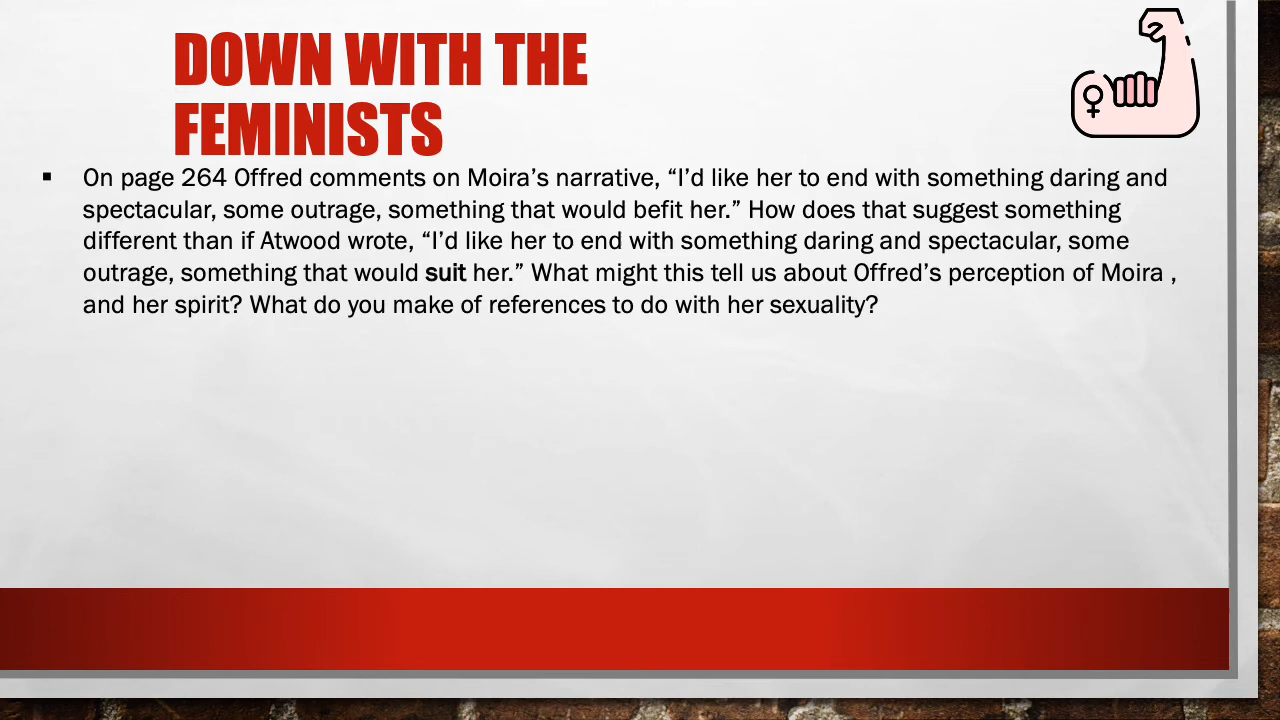 DOWN WITH THE
FEMINISTS
▪ On page 264 Offred comments on Moira’s narrative, “I’d like her to end with something daring and
spectacular, some outrage, something that would befit her.” How does that suggest something
different than if Atwood wrote, “I’d like her to end with something daring and spectacular, some
outrage, something that would suit her.” What might this tell us about Offred’s perception of Moira ,
and her spirit? What do you make of references to do with her sexuality?